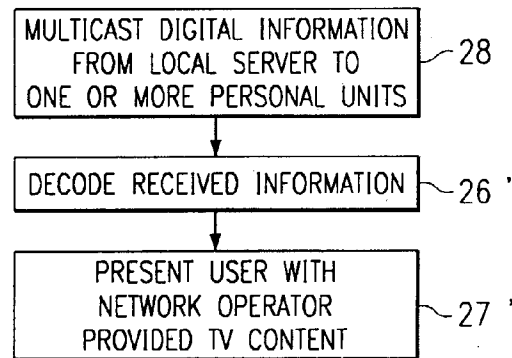 MULTICAST DIGITAL INFORMATION
FROM LOCAL SERVER TO
ONE OR MORE PERSONAL UNITS
28
DECODE RECEIVED INFORMATION
26'
PRESENT USER WITH
NETWORK OPERATOR
PROVIDED TV CONTENT
27'